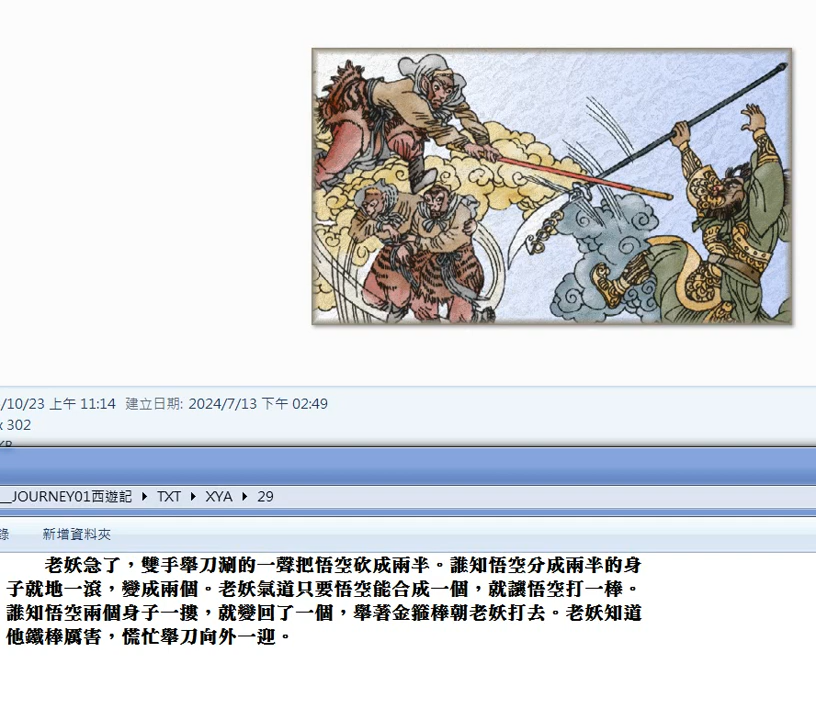 /10/23 上午 11:14 建立日期: 2024/7/13 下午 02:49
x 302
KB
__JOURNEY01西遊記 ▶ TXT ▶ XYA ▶ 29
錄 新增資料夾
老妖急了，雙手舉刀涮的一聲把悟空砍成兩半。誰知悟空分成兩半的身
子就地一滾，變成兩個。老妖氣道只要悟空能合成一個，就讓悟空打一棒。
誰知悟空兩個身子一摟，就變回了一個，舉著金箍棒朝老妖打去。老妖知道
他鐵棒厲害，慌忙舉刀向外一迎。